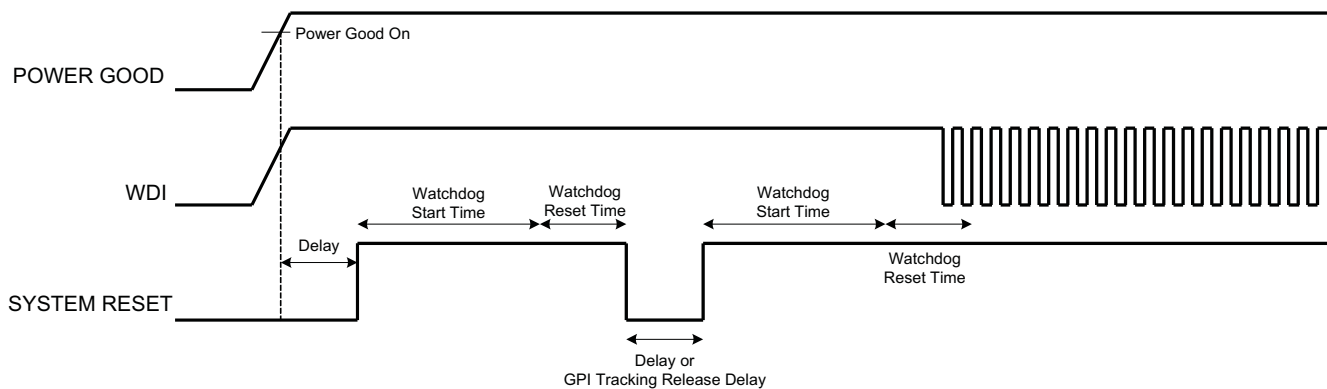 Power Good On
POWER GOOD
WDI
Watchdog
Start Time
Watchdog
Reset Time
Watchdog
Start Time
Delay
Watchdog
Reset Time
SYSTEM RESET
Delay or
GPI Tracking Release Delay